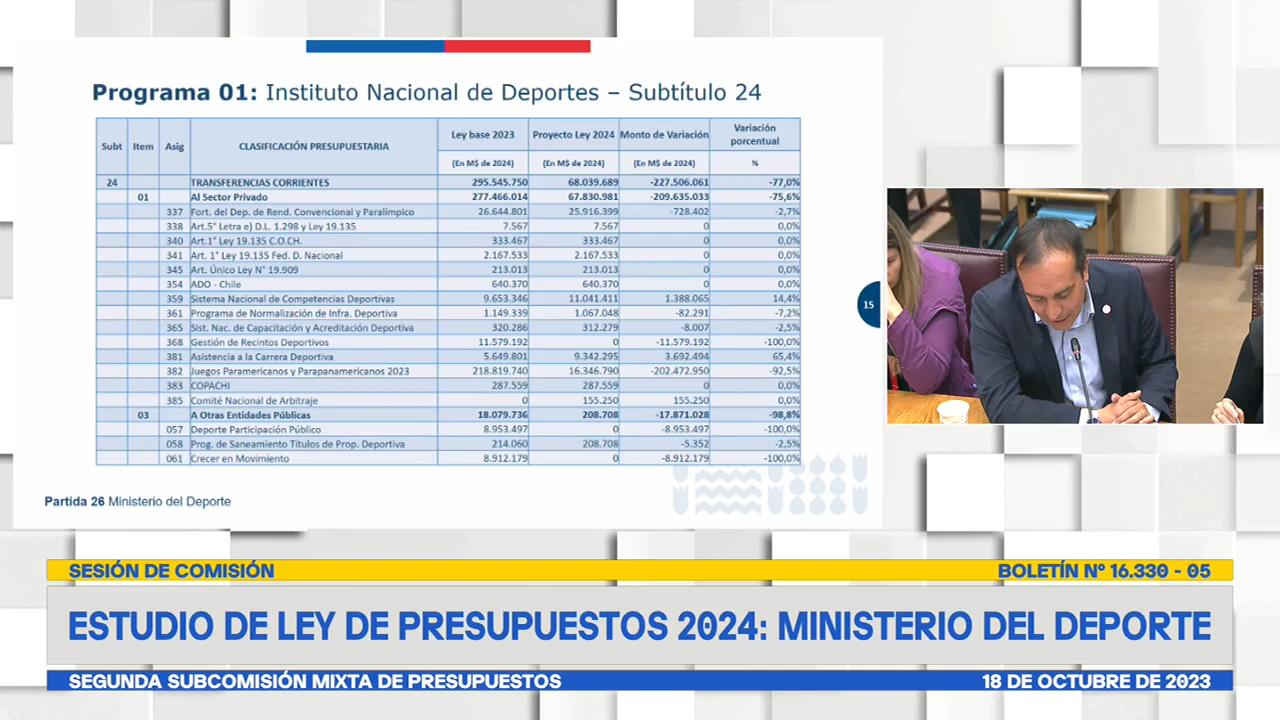 Programa 01: Instituto Nacional de Deportes – Subtítulo 24
Subt Item Asig CLASIFICACIÓN PRESUPUESTARIA Ley base 2023 Proyecto Ley 2024 Monto de Variación Variación porcentual
(En M$ de 2024) (En M$ de 2024) (En M$ de 2024) %
24 TRANSFERENCIAS CORRIENTES 295.545.750 68.039.689 -227.506.061 -77,0%
01 Al Sector Privado 277.466.014 67.830.981 -209.635.033 -75,6%
337 Fort. del Dep. de Rend. Convencional y Paralímpico 26.644.801 25.916.399 -728.402 -2,7%
338 Art.5° Letra e) D.L. 1.298 y Ley 19.135 7.567 7.567 0 0,0%
340 Art.1° Ley 19.135 C.O.CH. 333.467 333.467 0 0,0%
341 Art. 1° Ley 19.135 Fed. D. Nacional 2.167.533 2.167.533 0 0,0%
345 Art. Único Ley N° 19.909 213.013 213.013 0 0,0%
354 ADO - Chile 640.370 640.370 0 0,0%
359 Sistema Nacional de Competencias Deportivas 9.653.346 11.041.411 1.388.065 14,4%
361 Programa de Normalización de Infra. Deportiva 1.149.339 1.067.048 -82.291 -7,2%
365 Sist. Nac. de Capacitación y Acreditación Deportiva 320.286 312.279 -8.007 -2,5%
368 Gestión de Recintos Deportivos 11.579.192 0 -11.579.192 -100,0%
381 Asistencia a la Carrera Deportiva 5.649.801 9.342.295 3.692.494 65,4%
382 Juegos Paramericanos y Parapanamericanos 2023 218.819.740 16.346.790 -202.472.950 -92,5%
383 COPACHI 287.559 287.559 0 0,0%
385 Comité Nacional de Arbitraje 0 155.250 155.250 0,0%
03 A Otras Entidades Públicas 18.079.736 208.708 -17.871.028 -98,8%
057 Deporte Participación Público 8.953.497 0 -8.953.497 -100,0%
058 Prog. de Saneamiento Títulos de Prop. Deportiva 214.060 208.708 -5.352 -2,5%
061 Crecer en Movimiento 8.912.179 0 -8.912.179 -100,0%
15
Partida 26 Ministerio del Deporte
SESIÓN DE COMISIÓN BOLETÍN N° 16.330 - 05
ESTUDIO DE LEY DE PRESUPUESTOS 2024: MINISTERIO DEL DEPORTE
SEGUNDA SUBCOMISIÓN MIXTA DE PRESUPUESTOS 18 DE OCTUBRE DE 2023